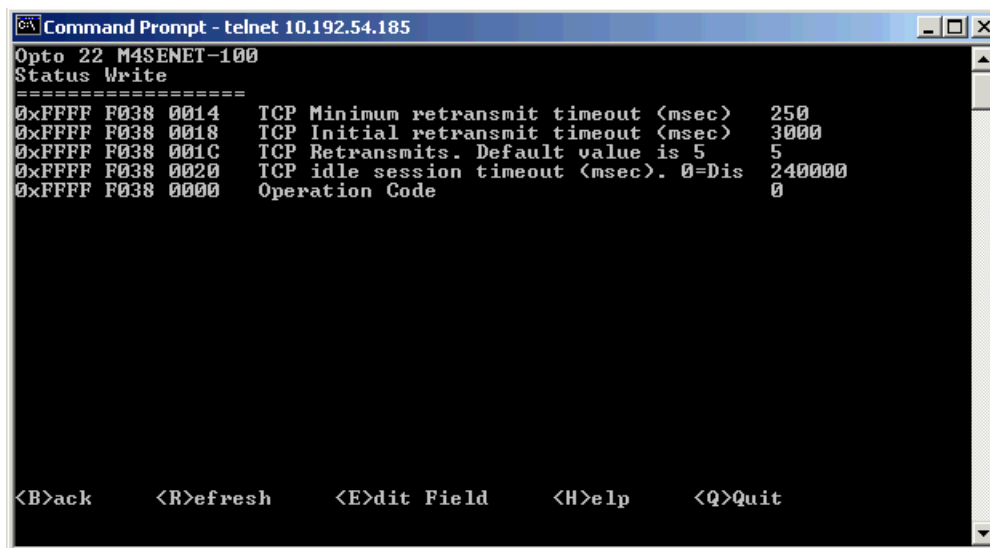 Command Prompt - telnet 10.192.54.185
Opto 22 M4SENET-100
Status Write
===================
0xFFFF F038 0014 TCP Minimum retransmit timeout (msec) 250
0xFFFF F038 0018 TCP Initial retransmit timeout (msec) 3000
0xFFFF F038 001C TCP Retransmits. Default value is 5 5
0xFFFF F038 0020 TCP idle session timeout (msec). 0=Dis 240000
0xFFFF F038 0000 Operation Code 0
<B>ack <R>efresh <E>dit Field <H>elp <Q>Quit